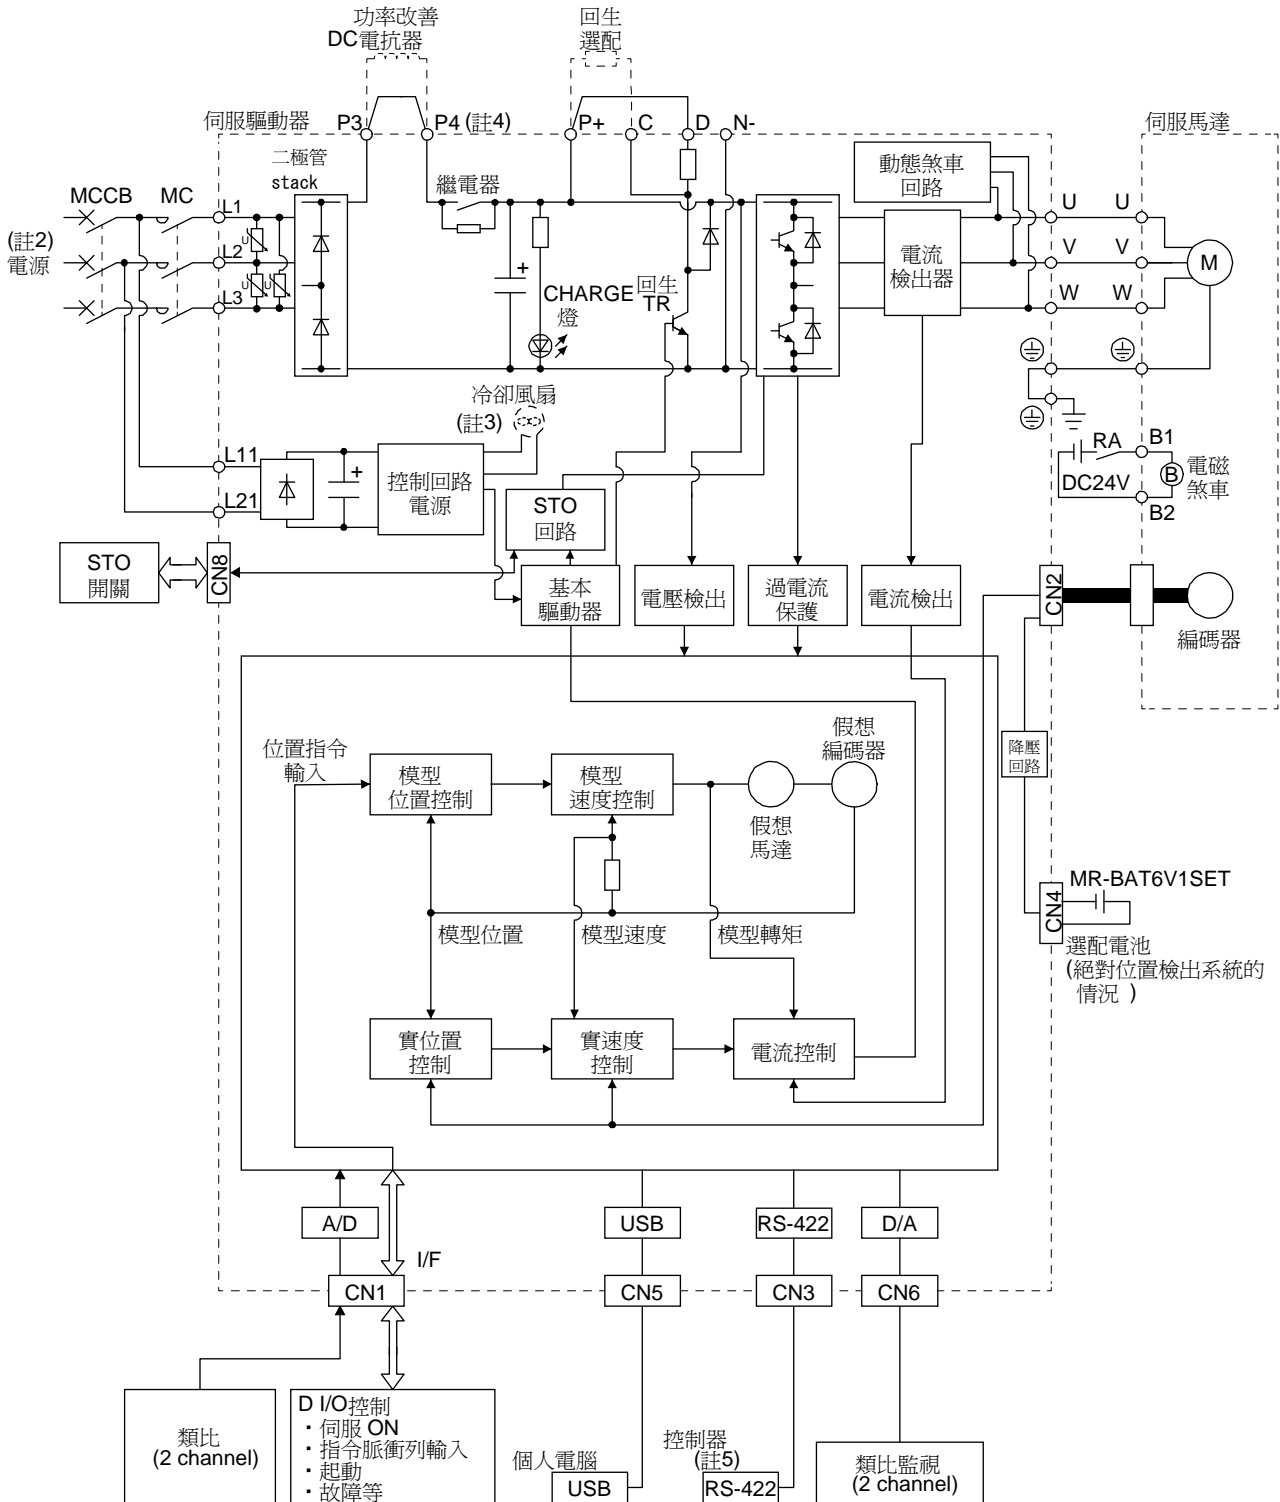 功率改善
DC電抗器
回生
選配
伺服驅動器
P3
P4 (註4)
P+
C
D
N-
伺服馬達
二極管
stack
繼電器
動態煞車
回路
MCCB
MC
L1
L2
L3
U
U
U
U
U
V
V
W
W
M
(註2)
電源
+
CHARGE
燈
回生
TR
電流
檢出器
冷卻風扇
(註3)
L11
L21
+
控制回路
電源
STO
回路
RA
DC24V
B1
B
B2
電磁
煞車
STO
開關
CN8
基本
驅動器
電壓檢出
過電流
保護
電流檢出
CN2
編碼器
位置指令
輸入
模型
位置控制
模型
速度控制
假想
編碼器
假想
馬達
降壓
回路
模型位置
模型速度
模型轉矩
MR-BAT6V1SET
CN4
選配電池
(絕對位置檢出系統的
情況 )
實位置
控制
實速度
控制
電流控制
A/D
I/F
USB
RS-422
D/A
CN1
CN5
CN3
CN6
類比
(2 channel)
D I/O控制
・伺服 ON
・指令脈衝列輸入
・起動
・故障等
個人電腦
USB
控制器
(註5)
RS-422
類比監視
(2 channel)